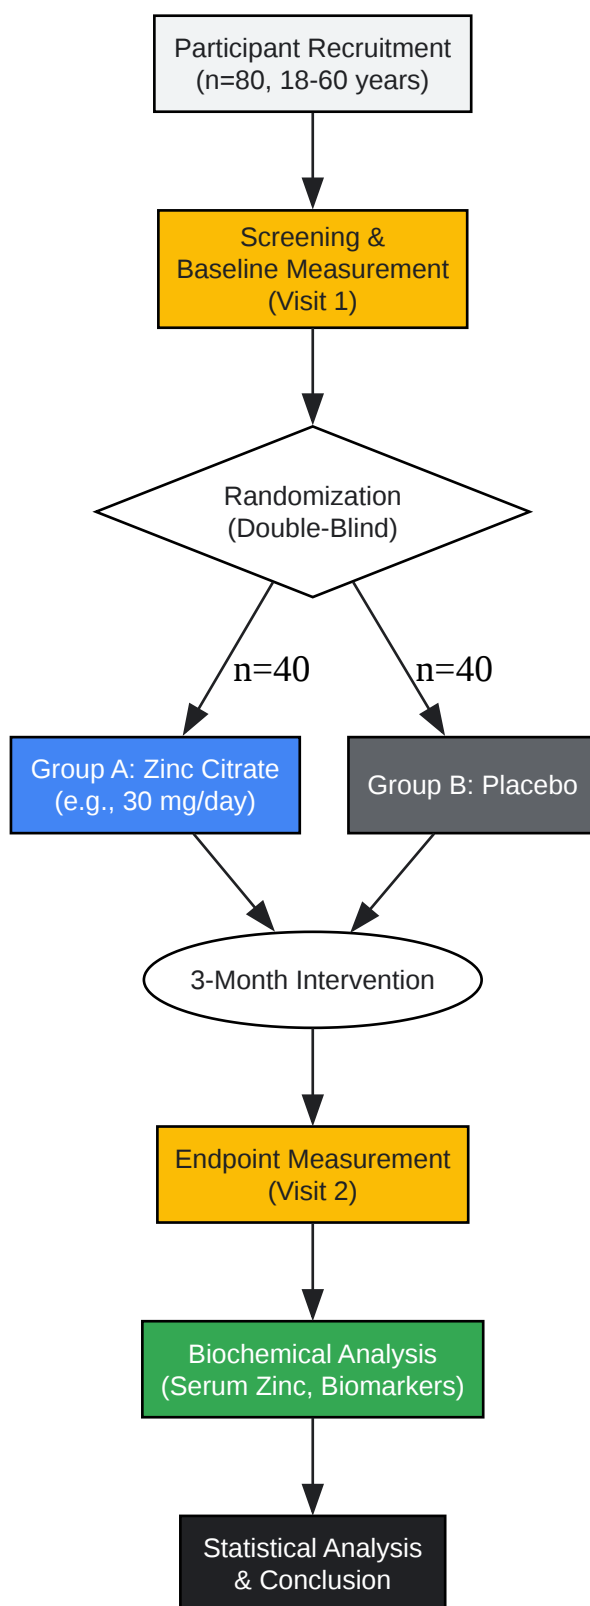 Participant Recruitment
(n=80, 18-60 years)
Screening &
Baseline Measurement
(Visit 1)
Randomization
(Double-Blind)
n=40
n=40
Group A: Zinc Citrate
(e.g., 30 mg/day)
Group B: Placebo
3-Month Intervention
Endpoint Measurement
(Visit 2)
Biochemical Analysis
(Serum Zinc, Biomarkers)
Statistical Analysis
& Conclusion